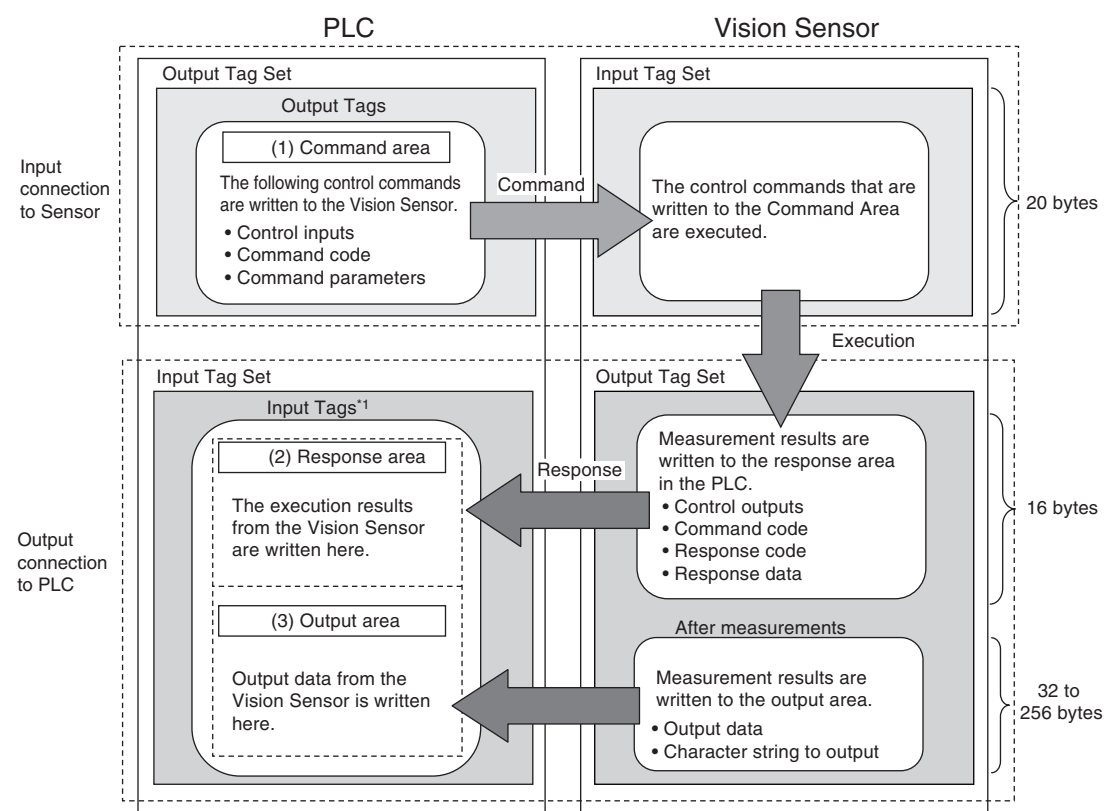 PLC
Vision Sensor
Output Tag Set
Input Tag Set
Output Tags
(1) Command area
The following control commands
are written to the Vision Sensor.
• Control inputs
• Command code
• Command parameters
Input
connection
to Sensor
Command
The control commands that are
written to the Command Area
are executed.
20 bytes
Execution
Input Tag Set
Output Tag Set
Input Tags*1
(2) Response area
The execution results
from the Vision Sensor
are written here.
Response
Measurement results are
written to the response area
in the PLC.
• Control outputs
• Command code
• Response code
• Response data
16 bytes
Output
connection
to PLC
(3) Output area
Output data from the
Vision Sensor is written
here.
After measurements
Measurement results are
written to the output area.
• Output data
• Character string to output
32 to
256 bytes